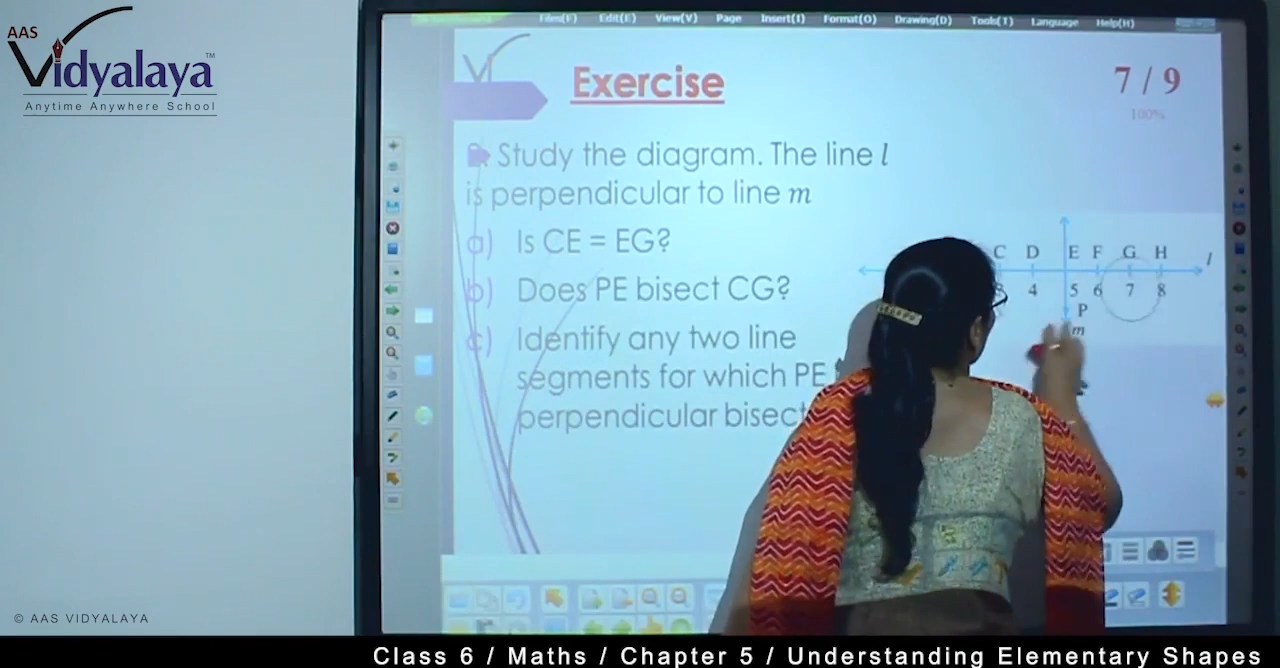 AAS
Vidyalaya™
Anytime Anywhere School
Files(F) Edit(E) View(V) Page Insert(I) Format(O) Drawing(D) Tools(T) Language Help(H)
Exercise
7 / 9
100%
Study the diagram. The line l
is perpendicular to line m
a) Is CE = EG?
b) Does PE bisect CG?
c) Identify any two line
segments for which PE
perpendicular bisect
C D E F G H l
4 5 6 7 8
P
m
© AAS VIDYALAYA
Class 6 / Maths / Chapter 5 / Understanding Elementary Shapes